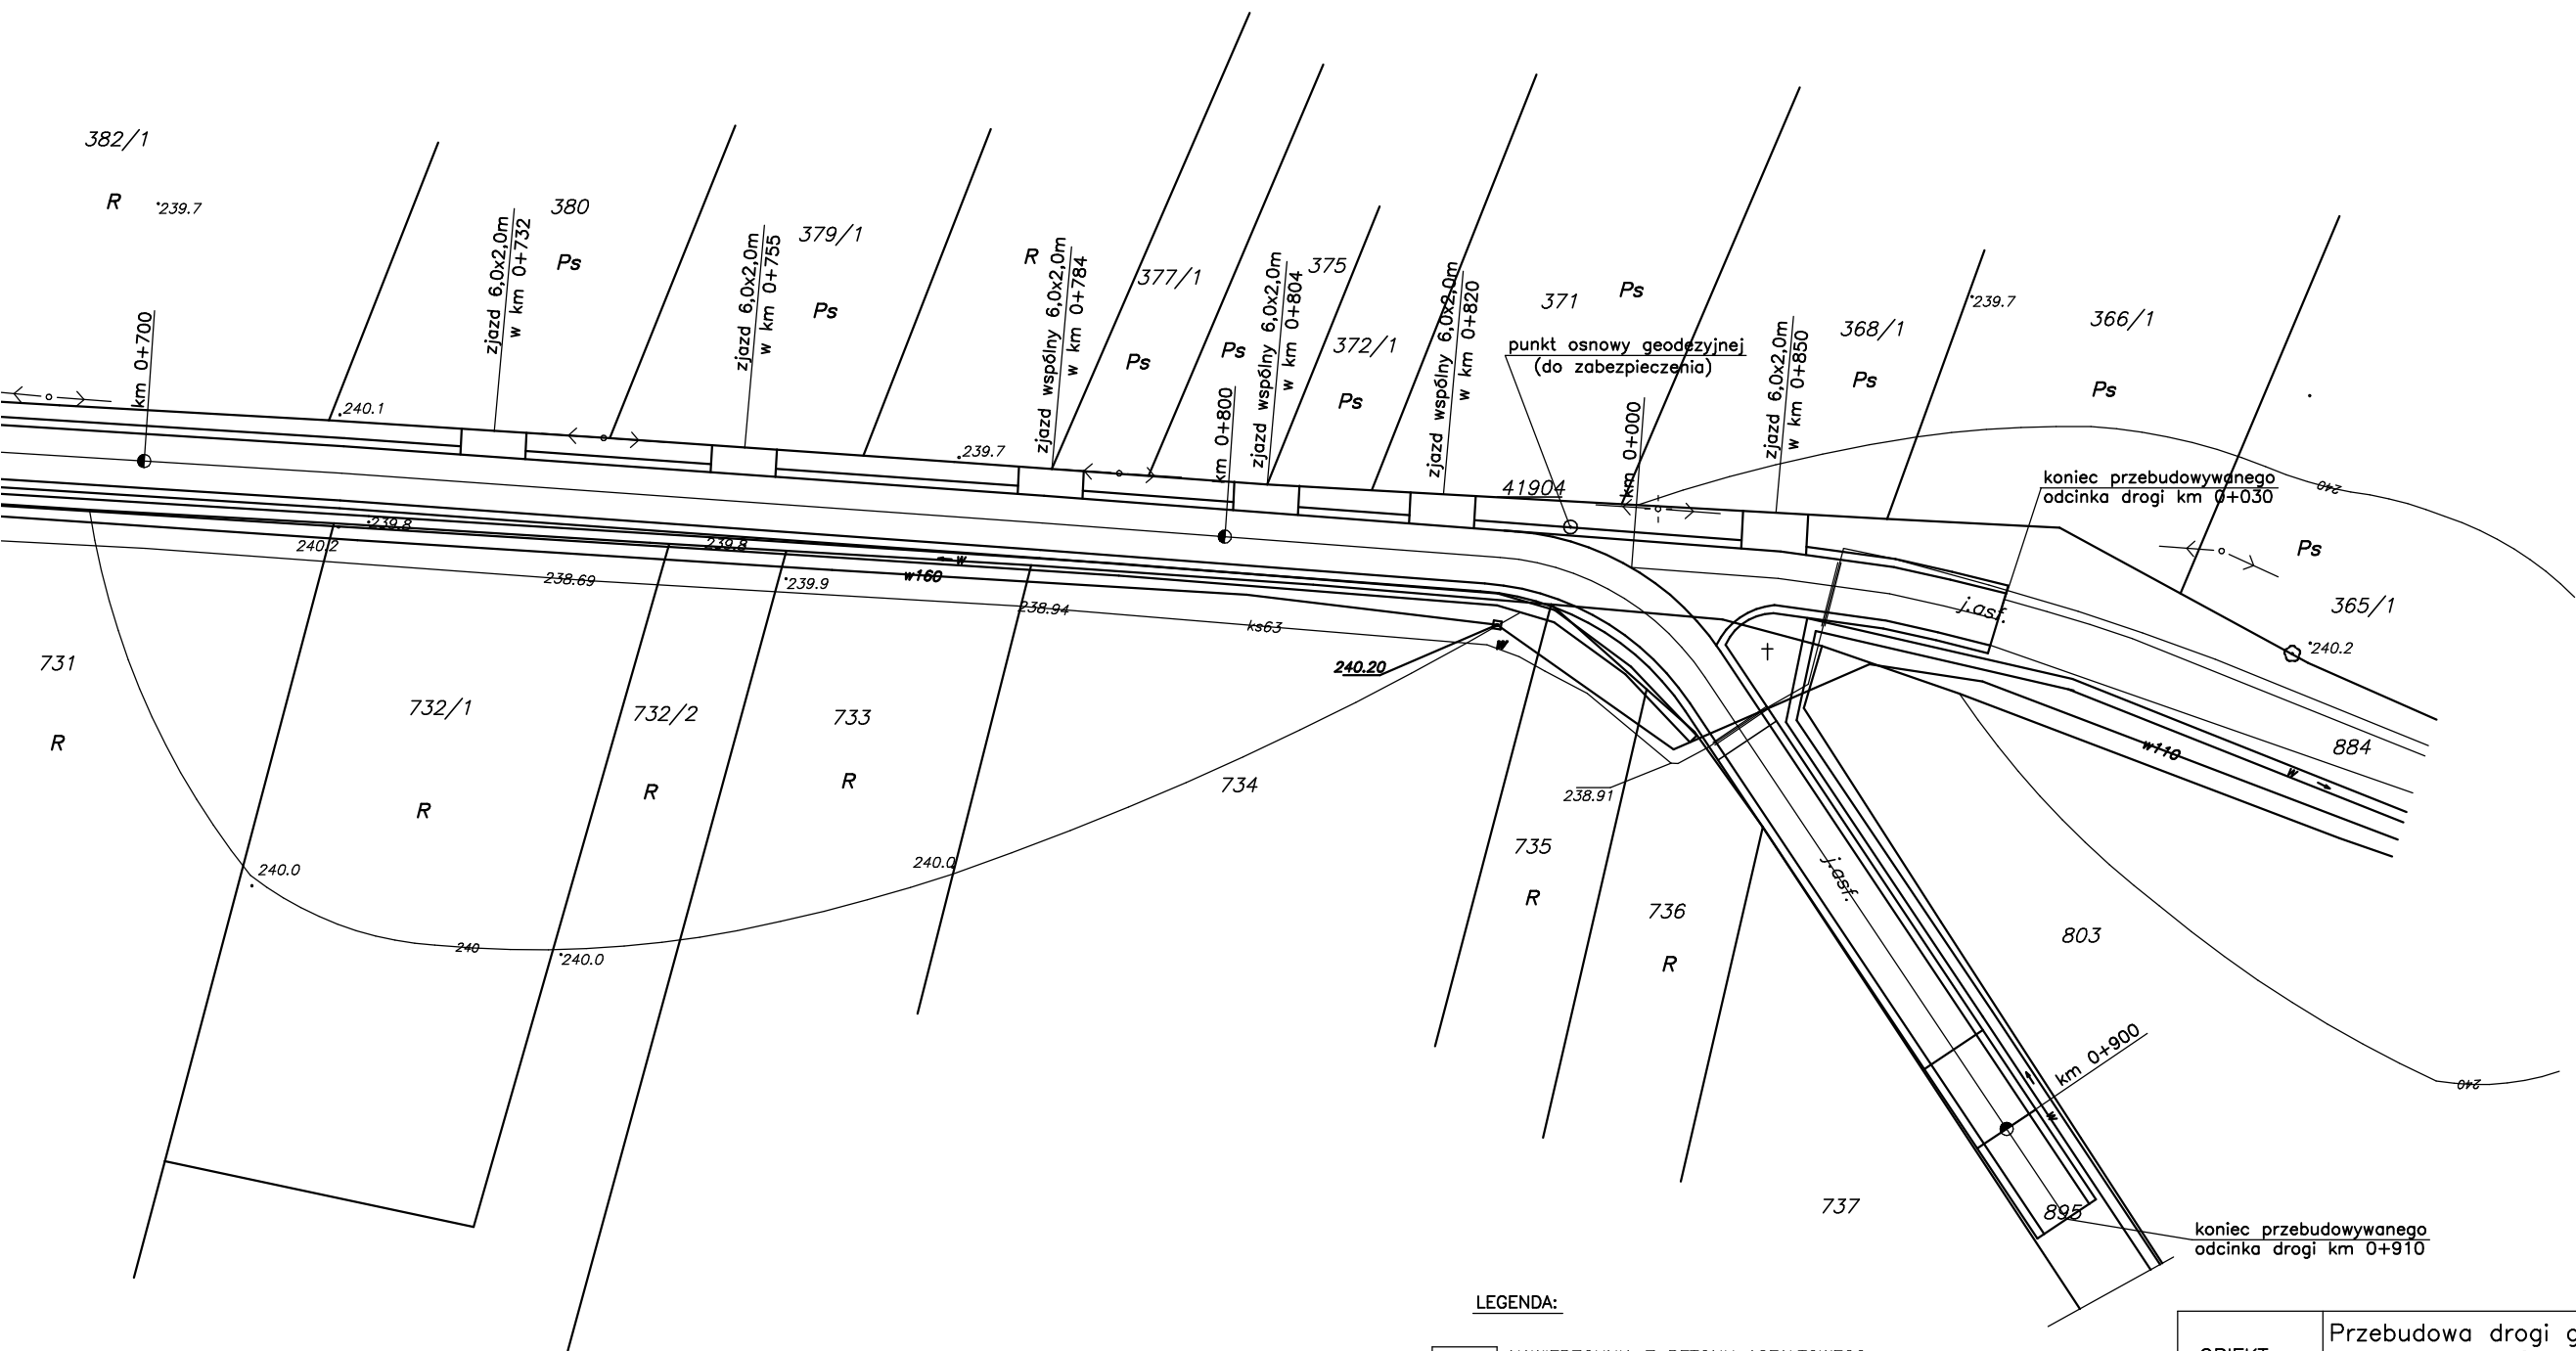 382/1
R
239.7
km 0+700
240.1
zjazd 6,0x2,0m
w km 0+732
380
Ps
zjazd 6,0x2,0m
w km 0+755
379/1
Ps
239.7
R
zjazd wspólny 6,0x2,0m
w km 0+784
377/1
Ps
Ps
km 0+800
zjazd wspólny 6,0x2,0m
w km 0+804
375
372/1
Ps
zjazd wspólny 6,0x2,0m
w km 0+820
371
Ps
punkt osnowy geodezyjnej
(do zabezpieczenia)
41904
km 0+000
zjazd 6,0x2,0m
w km 0+850
368/1
Ps
239.7
366/1
Ps
koniec przebudowywanego
odcinka drogi km 0+030
240
Ps
365/1
240.2
j.asf.
884
w110
w
239.8
240.2
239.8
w
w160
238.69
239.9
238.94
ks63
w
240.20
731
R
732/1
R
732/2
R
733
R
734
238.91
735
R
736
R
j.asf.
803
240.0
240.0
240
240.0
km 0+900
240
w
737
895
koniec przebudowywanego
odcinka drogi km 0+910
LEGENDA:
Przebudowa drogi g